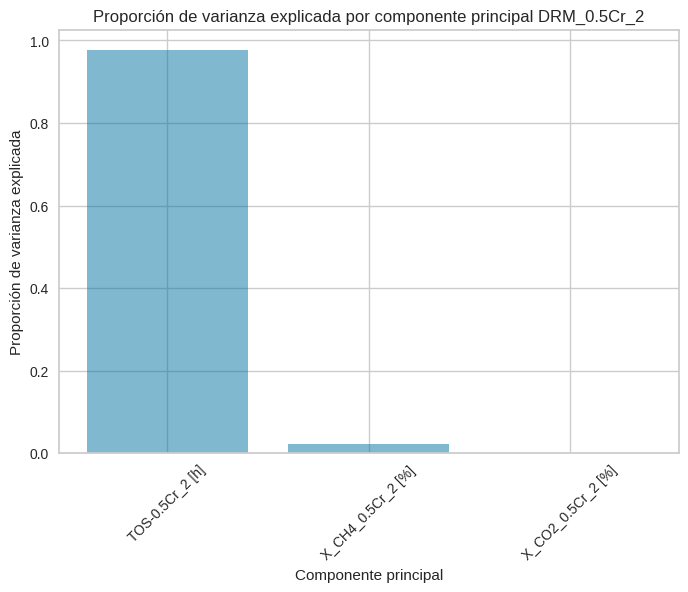 Proporción de varianza explicada por componente principal DRM_0.5Cr_2
Proporción de varianza explicada
1.0
0.8
0.6
0.4
0.2
0.0
TOS-0.5Cr_2 [h]
X_CH4_0.5Cr_2 [%]
X_CO2_0.5Cr_2 [%]
Componente principal